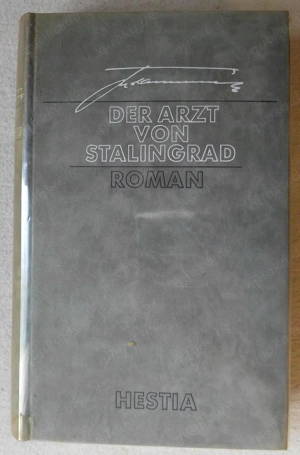 DER ARZT
VON
STALINGRAD
ROMAN
HESTIA